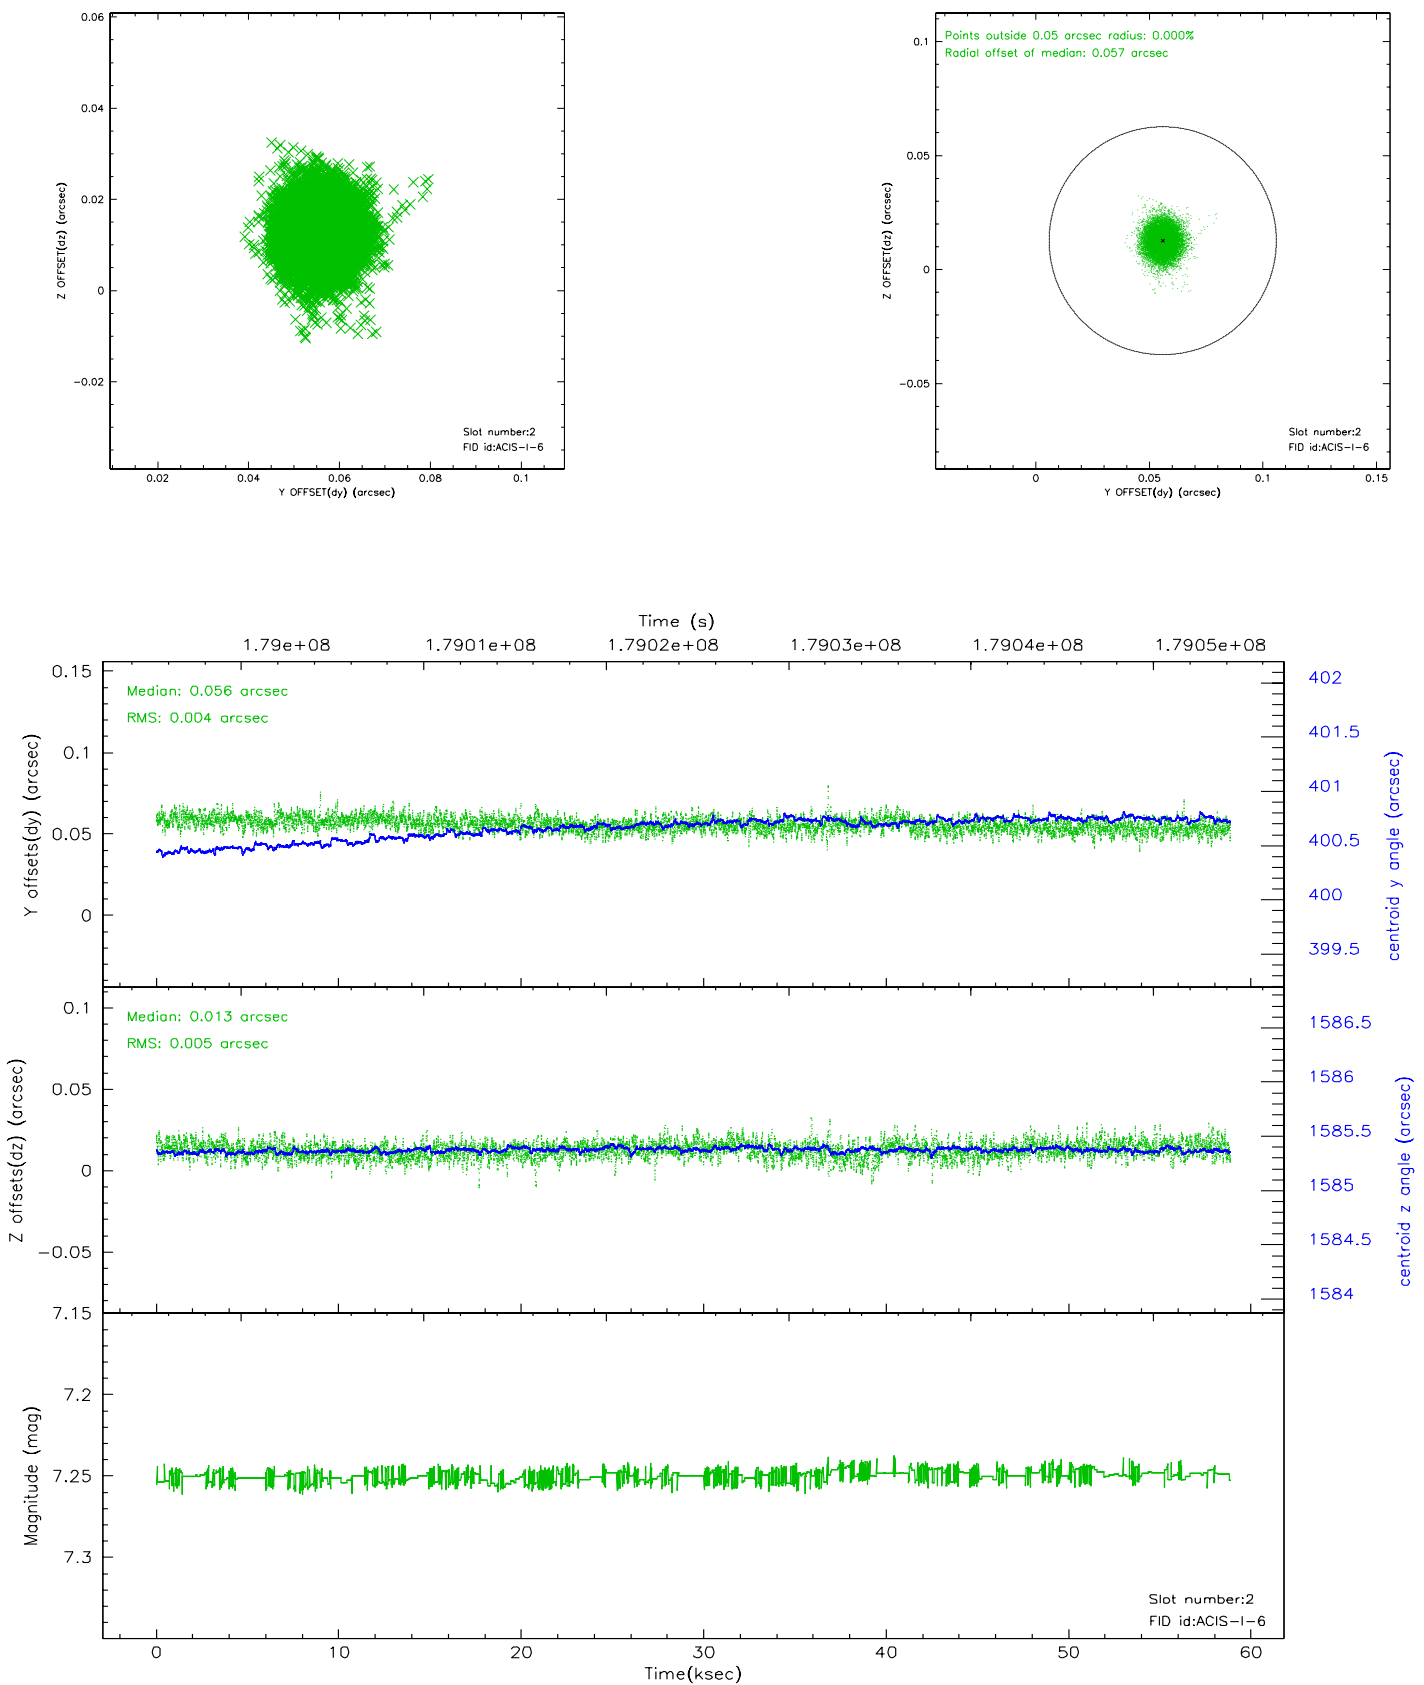 0.06
0.04
0.02
0
−0.02
Z OFFSET(dz) (arcsec)
Slot number:2
FID id:ACIS−I−6
0.02 0.04 0.06 0.08 0.1
Y OFFSET(dy) (arcsec)
Points outside 0.05 arcsec radius: 0.000%
Radial offset of median: 0.057 arcsec
0.1
0.05
0
−0.05
Z OFFSET(dz) (arcsec)
Slot number:2
FID id:ACIS−I−6
0 0.05 0.1 0.15
Y OFFSET(dy) (arcsec)
Time (s)
1.79e+08 1.7901e+08 1.7902e+08 1.7903e+08 1.7904e+08 1.7905e+08
Median: 0.056 arcsec
RMS: 0.004 arcsec
0.15
0.1
0.05
0
Y offsets(dy) (arcsec)
402
401.5
401
400.5
400
399.5
centroid y angle (arcsec)
Median: 0.013 arcsec
RMS: 0.005 arcsec
0.1
0.05
0
−0.05
Z offsets(dz) (arcsec)
1586.5
1586
1585.5
1585
1584.5
1584
centroid z angle (arcsec)
7.15
7.2
7.25
7.3
Magnitude (mag)
Slot number:2
FID id:ACIS−I−6
0 10 20 30 40 50 60
Time(ksec)